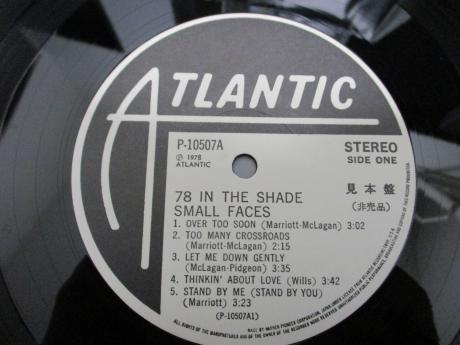 ATLANTIC
P-10507A
Ⓟ 1978
ATLANTIC
STEREO
SIDE ONE
78 IN THE SHADE
SMALL FACES
見本盤
(非売品)
1. OVER TOO SOON (Marriott-McLagan) 3:02
2. TOO MANY CROSSROADS
(Marriott-McLagan) 2:15
3. LET ME DOWN GENTLY
(McLagan-Pidgeon) 3:35
4. THINKIN' ABOUT LOVE (Wills) 3:42
5. STAND BY ME (STAND BY YOU)
(Marriott) 3:23
(P-10507A1)